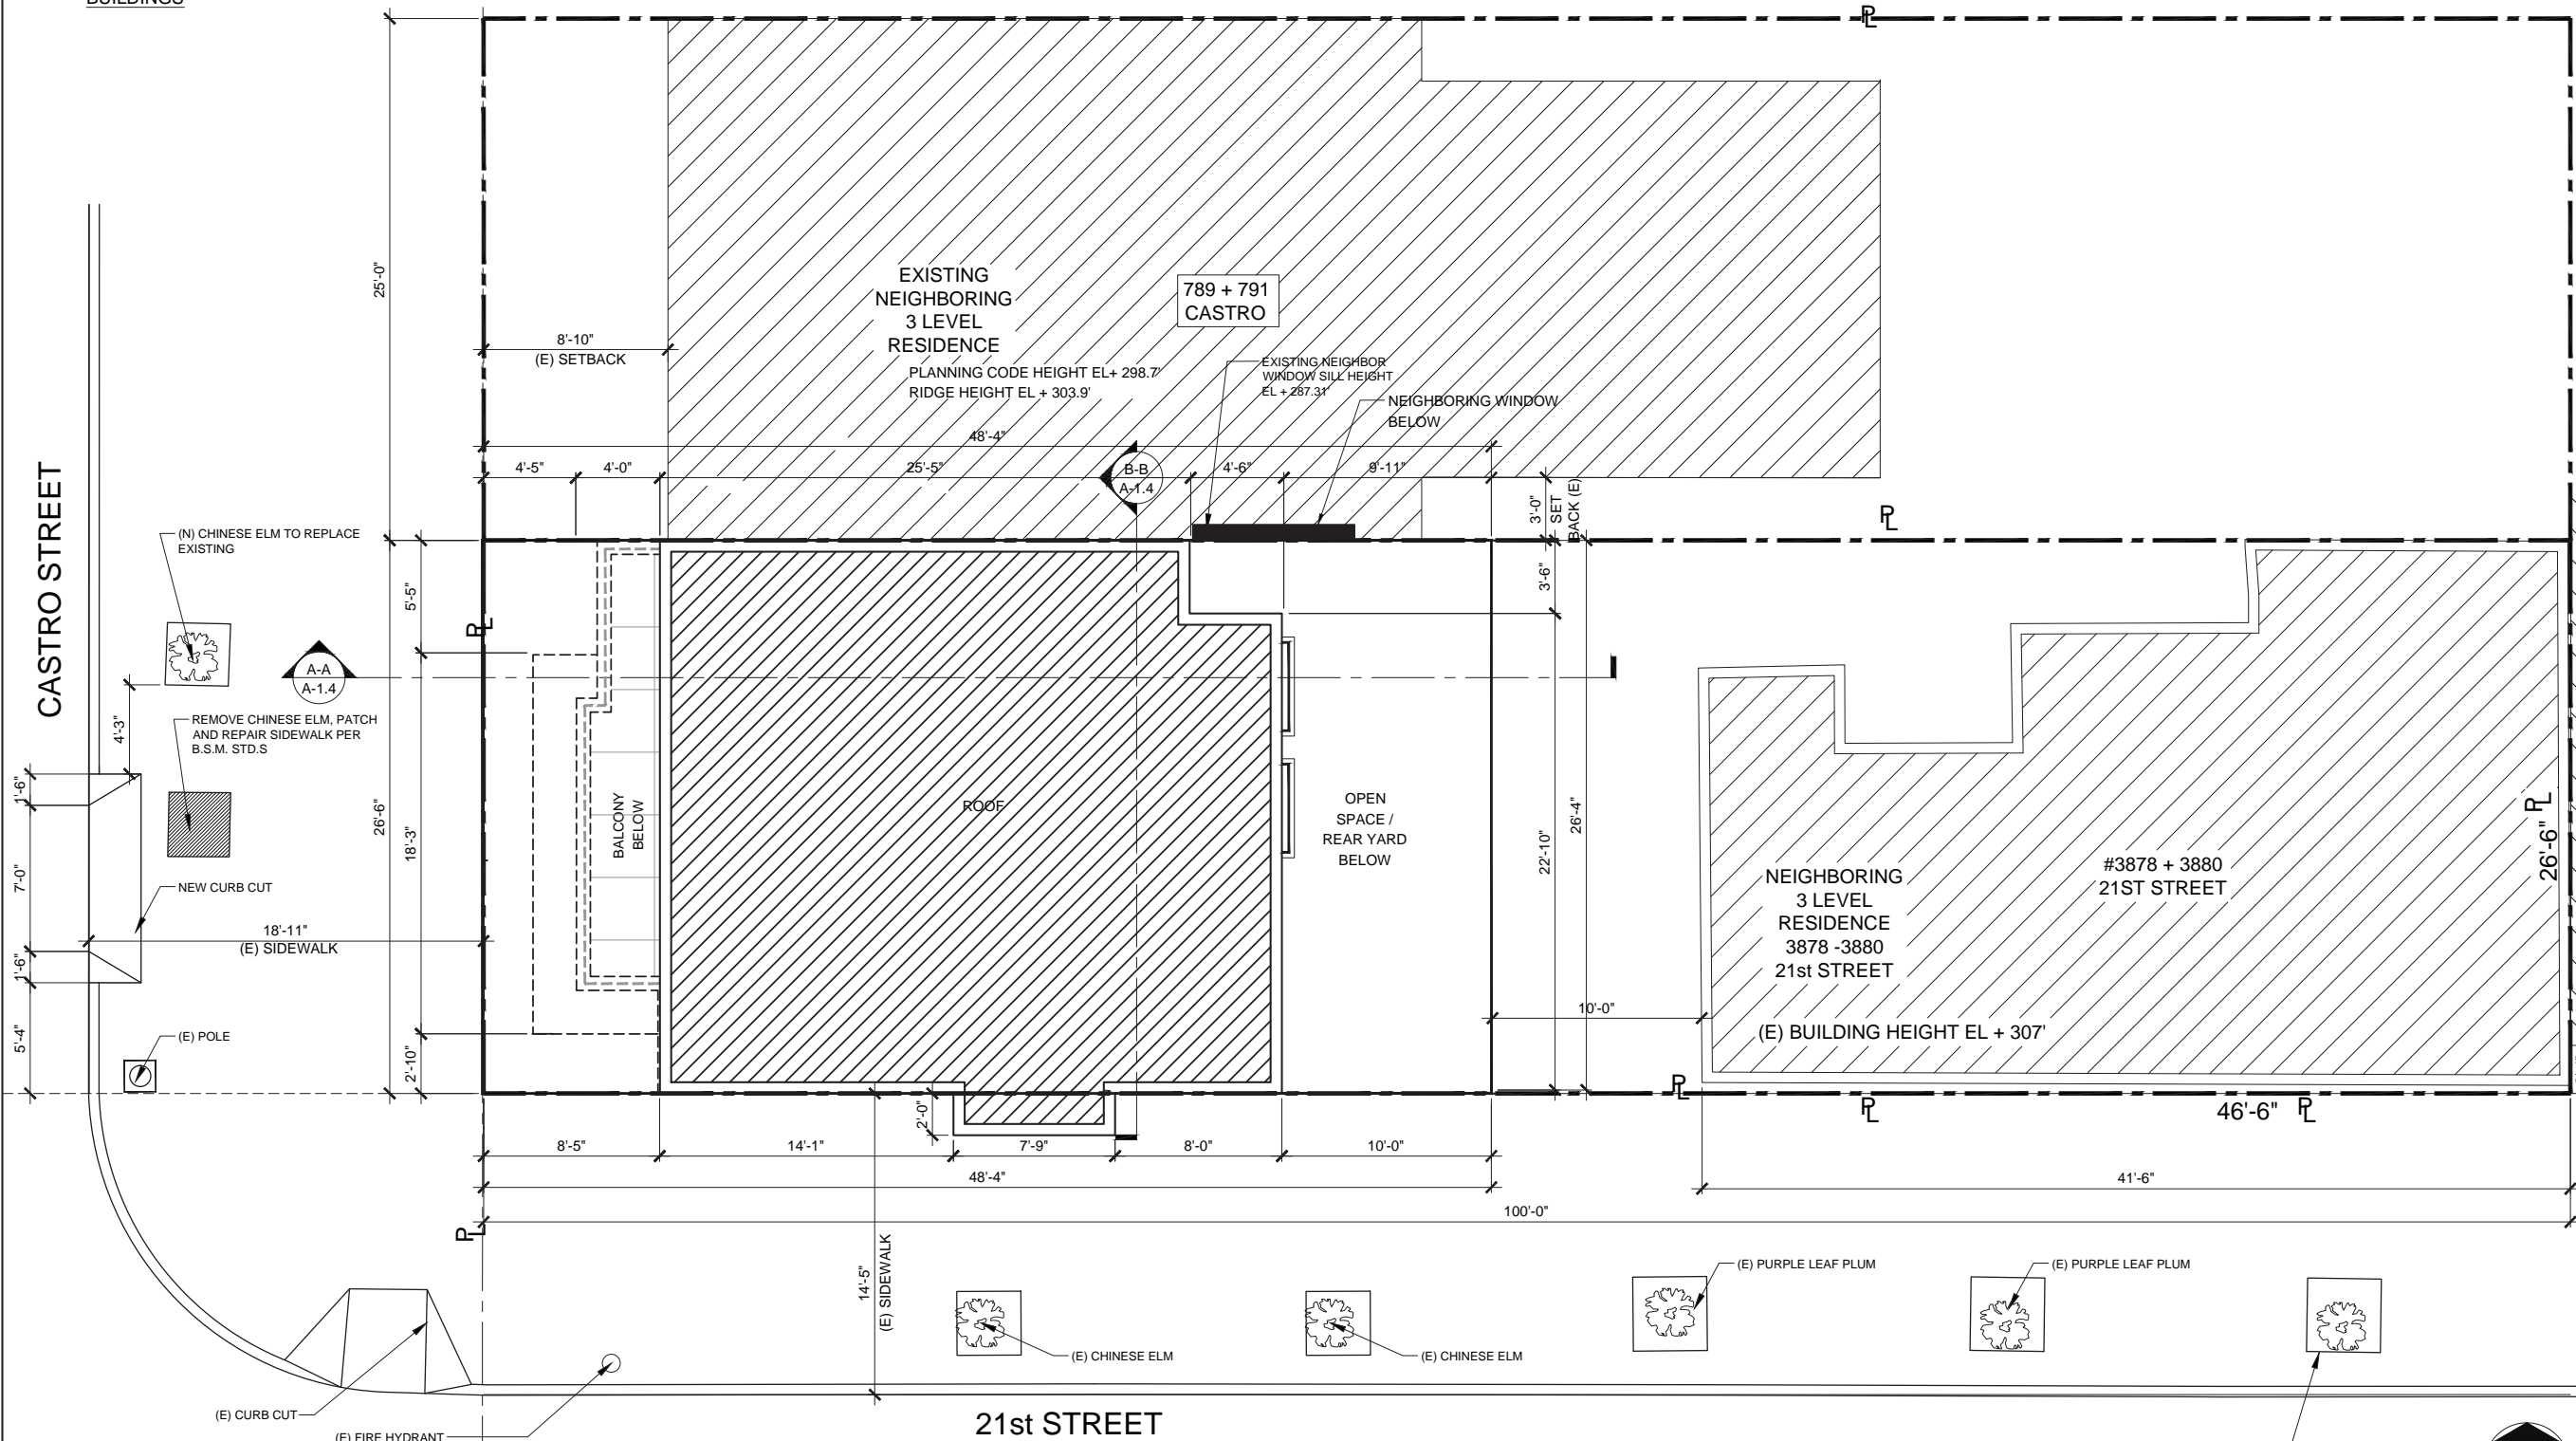 BUILDINGS
PL
25'-0"
EXISTING
NEIGHBORING
3 LEVEL
RESIDENCE
PLANNING CODE HEIGHT EL+ 298.7'
RIDGE HEIGHT EL + 303.9'
789 + 791
CASTRO
8'-10"
(E) SETBACK
EXISTING NEIGHBOR
WINDOW SILL HEIGHT
EL + 287.31'
NEIGHBORING WINDOW
BELOW
48'-4"
4'-5"
4'-0"
25'-5"
B-B
A-1.4
4'-6"
9'-11"
3'-0"
SET
BACK (E)
PL
CASTRO STREET
(N) CHINESE ELM TO REPLACE
EXISTING
5'-5"
3'-6"
PL
A-A
A-1.4
4'-3"
REMOVE CHINESE ELM, PATCH
AND REPAIR SIDEWALK PER
B.S.M. STD.S
1'-6"
7'-0"
1'-6"
5'-4"
26'-6"
18'-3"
2'-10"
BALCONY
BELOW
ROOF
OPEN
SPACE /
REAR YARD
BELOW
22'-10"
26'-4"
NEIGHBORING
3 LEVEL
RESIDENCE
3878 -3880
21st STREET
#3878 + 3880
21ST STREET
26'-6"
PL
NEW CURB CUT
18'-11"
(E) SIDEWALK
10'-0"
(E) BUILDING HEIGHT EL + 307'
(E) POLE
PL
PL
46'-6"
PL
2'-0"
8'-5"
14'-1"
7'-9"
8'-0"
10'-0"
48'-4"
41'-6"
100'-0"
PL
14'-5"
(E) SIDEWALK
(E) PURPLE LEAF PLUM
(E) PURPLE LEAF PLUM
(E) CHINESE ELM
(E) CHINESE ELM
(E) CURB CUT
(E) FIRE HYDRANT
21st STREET